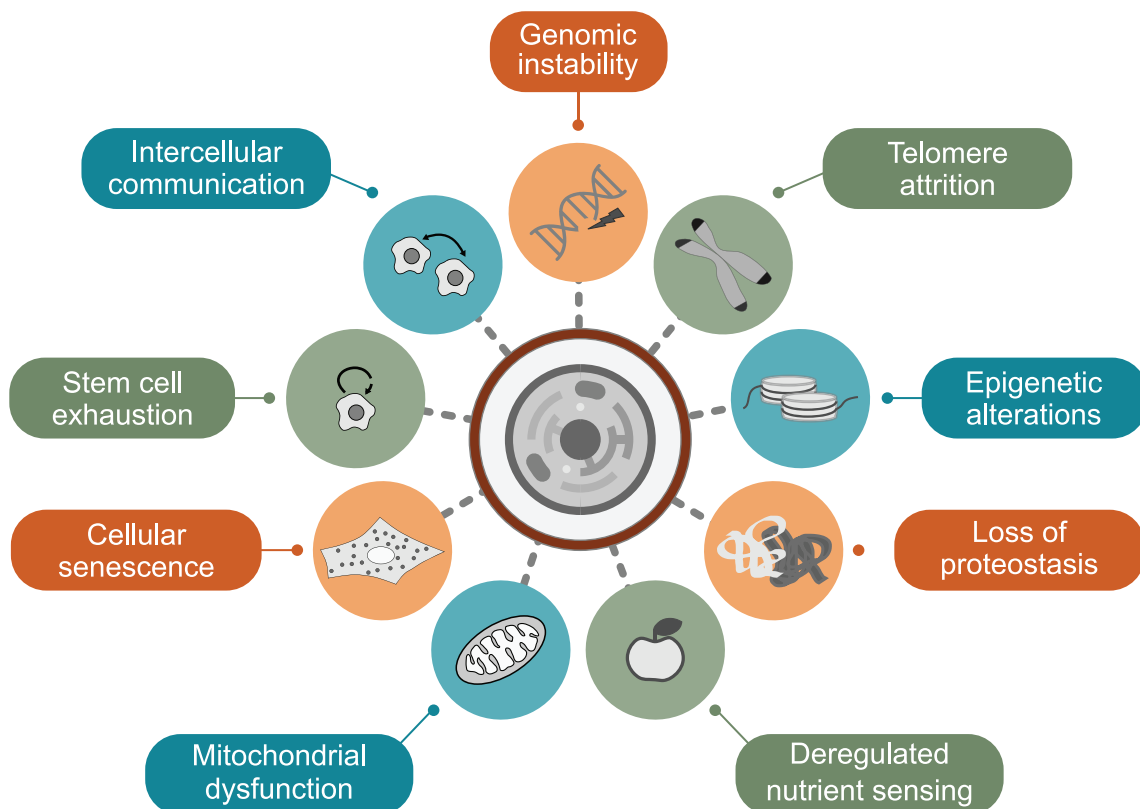 Genomic
instability
Telomere
attrition
Epigenetic
alterations
Loss of
proteostasis
Deregulated
nutrient sensing
Mitochondrial
dysfunction
Cellular
senescence
Stem cell
exhaustion
Intercellular
communication